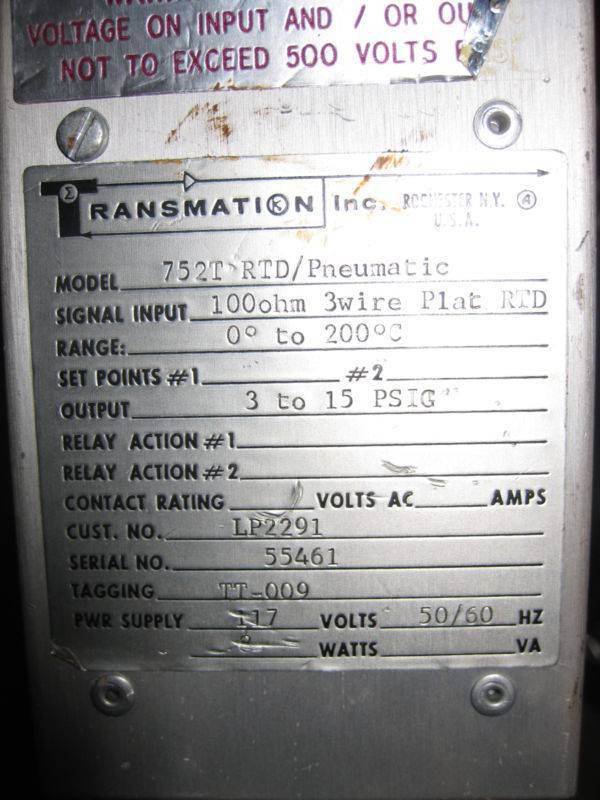 VOLTAGE ON INPUT AND / OR OU
NOT TO EXCEED 500 VOLTS
TRANSMATION Inc. ROCHESTER N.Y.
U.S.A.
MODEL 752T RTD/Pneumatic
SIGNAL INPUT 100ohm 3wire Plat RTD
RANGE: 0° to 200°C
SET POINTS #1 #2
OUTPUT 3 to 15 PSIG
RELAY ACTION #1
RELAY ACTION #2
CONTACT RATING VOLTS AC AMPS
CUST. NO. LP2291
SERIAL NO. 55461
TAGGING TT-009
PWR SUPPLY 117 VOLTS 50/60 HZ
2 WATTS VA